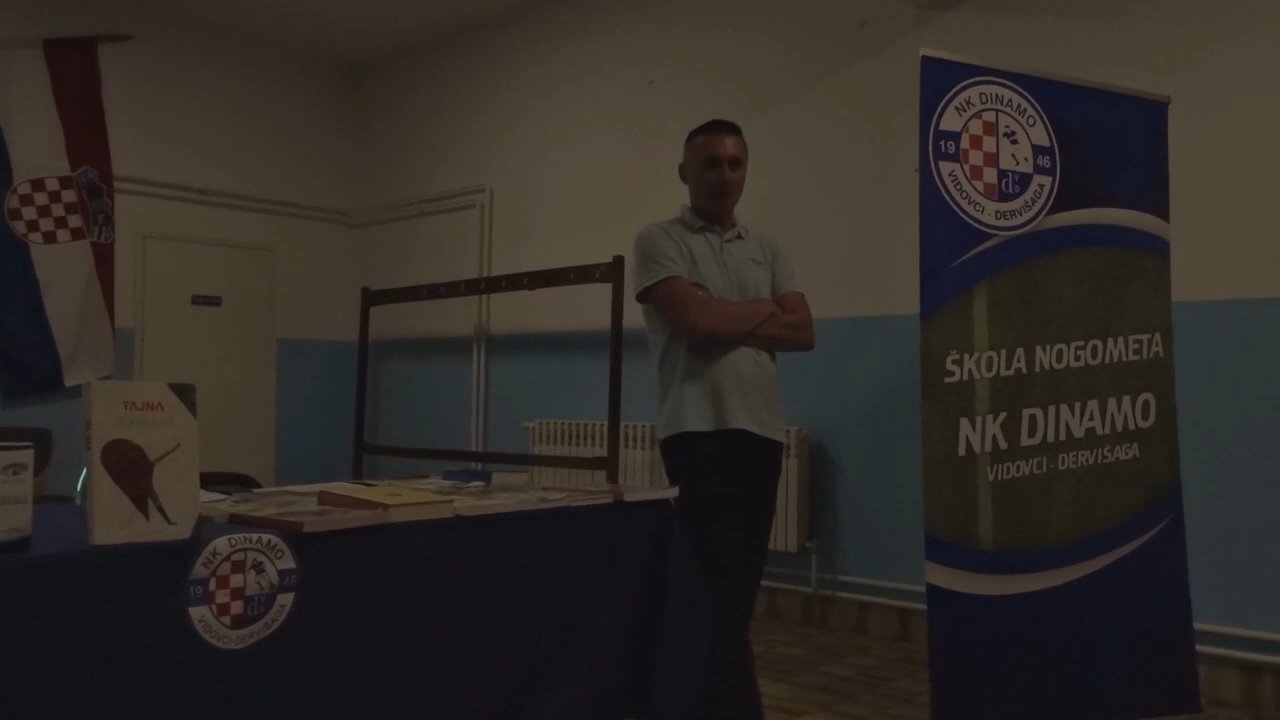 TAJNA
NK DINAMO
19 46
VIDOVCI-DERVIŠAGA
NK DINAMO
19 46
VIDOVCI - DERVIŠAGA
ŠKOLA NOGOMETA
NK DINAMO
VIDOVCI - DERVIŠAGA